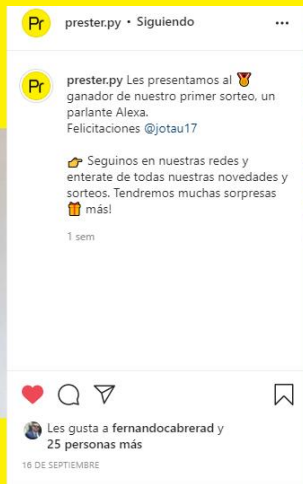 Pr prester.py • Siguiendo ...
Pr prester.py Les presentamos al 🏅
ganador de nuestro primer sorteo, un
parlante Alexa.
Felicitaciones @jotau17
👉 Seguinos en nuestras redes y
enterate de todas nuestras novedades y
sorteos. Tendremos muchas sorpresas
🎁 más!
1 sem
Les gusta a fernandocabrerad y
25 personas más
16 DE SEPTIEMBRE